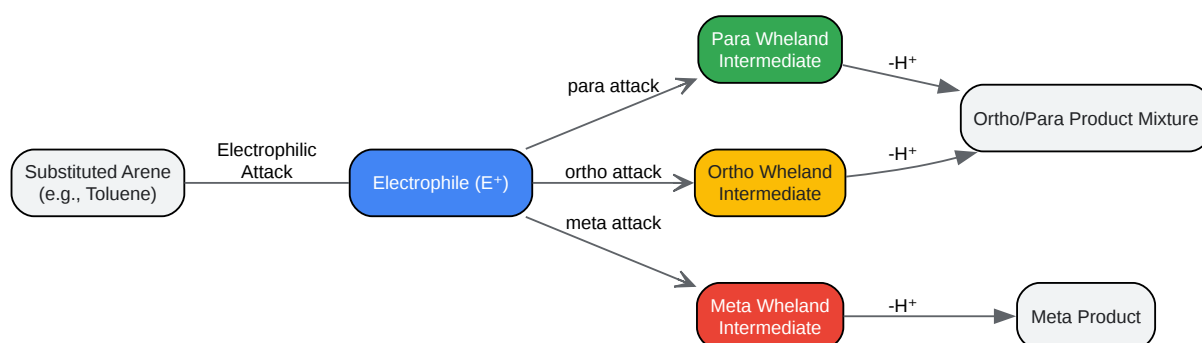 Substituted Arene
(e.g., Toluene)
Electrophilic
Attack
Electrophile (E⁺)
para attack
ortho attack
meta attack
Para Wheland
Intermediate
Ortho Wheland
Intermediate
Meta Wheland
Intermediate
-H⁺
-H⁺
-H⁺
Ortho/Para Product Mixture
Meta Product